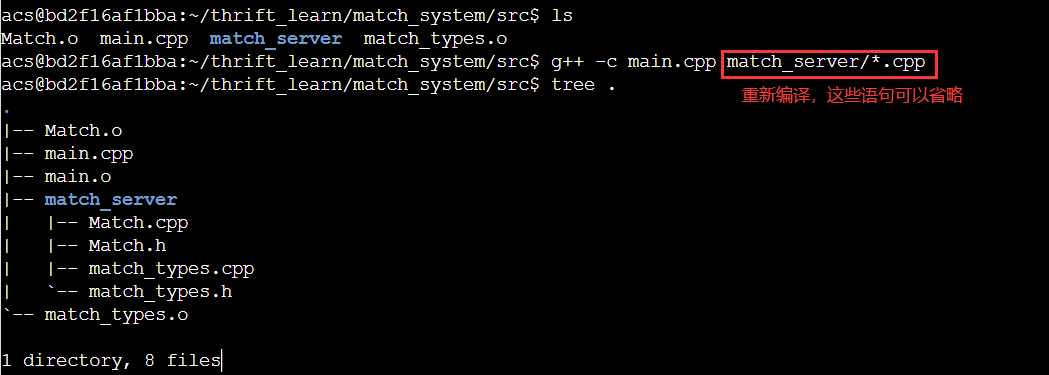 acs@bd2f16af1bba:~/thrift_learn/match_system/src$ ls
Match.o  main.cpp  match_server  match_types.o
acs@bd2f16af1bba:~/thrift_learn/match_system/src$ g++ -c main.cpp match_server/*.cpp
acs@bd2f16af1bba:~/thrift_learn/match_system/src$ tree .
重新编译，这些语句可以省略
.
|-- Match.o
|-- main.cpp
|-- main.o
|-- match_server
|   |-- Match.cpp
|   |-- Match.h
|   |-- match_types.cpp
|   `-- match_types.h
`-- match_types.o
1 directory, 8 files